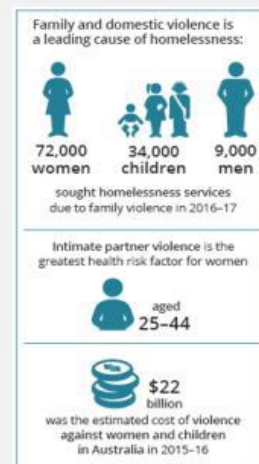 Family and domestic violence is
a leading cause of homelessness:
72,000 34,000 9,000
women children men
sought homelessness services
due to family violence in 2016–17
Intimate partner violence is the
greatest health risk factor for women
aged
25–44
$22
billion
was the estimated cost of violence
against women and children
in Australia in 2015–16